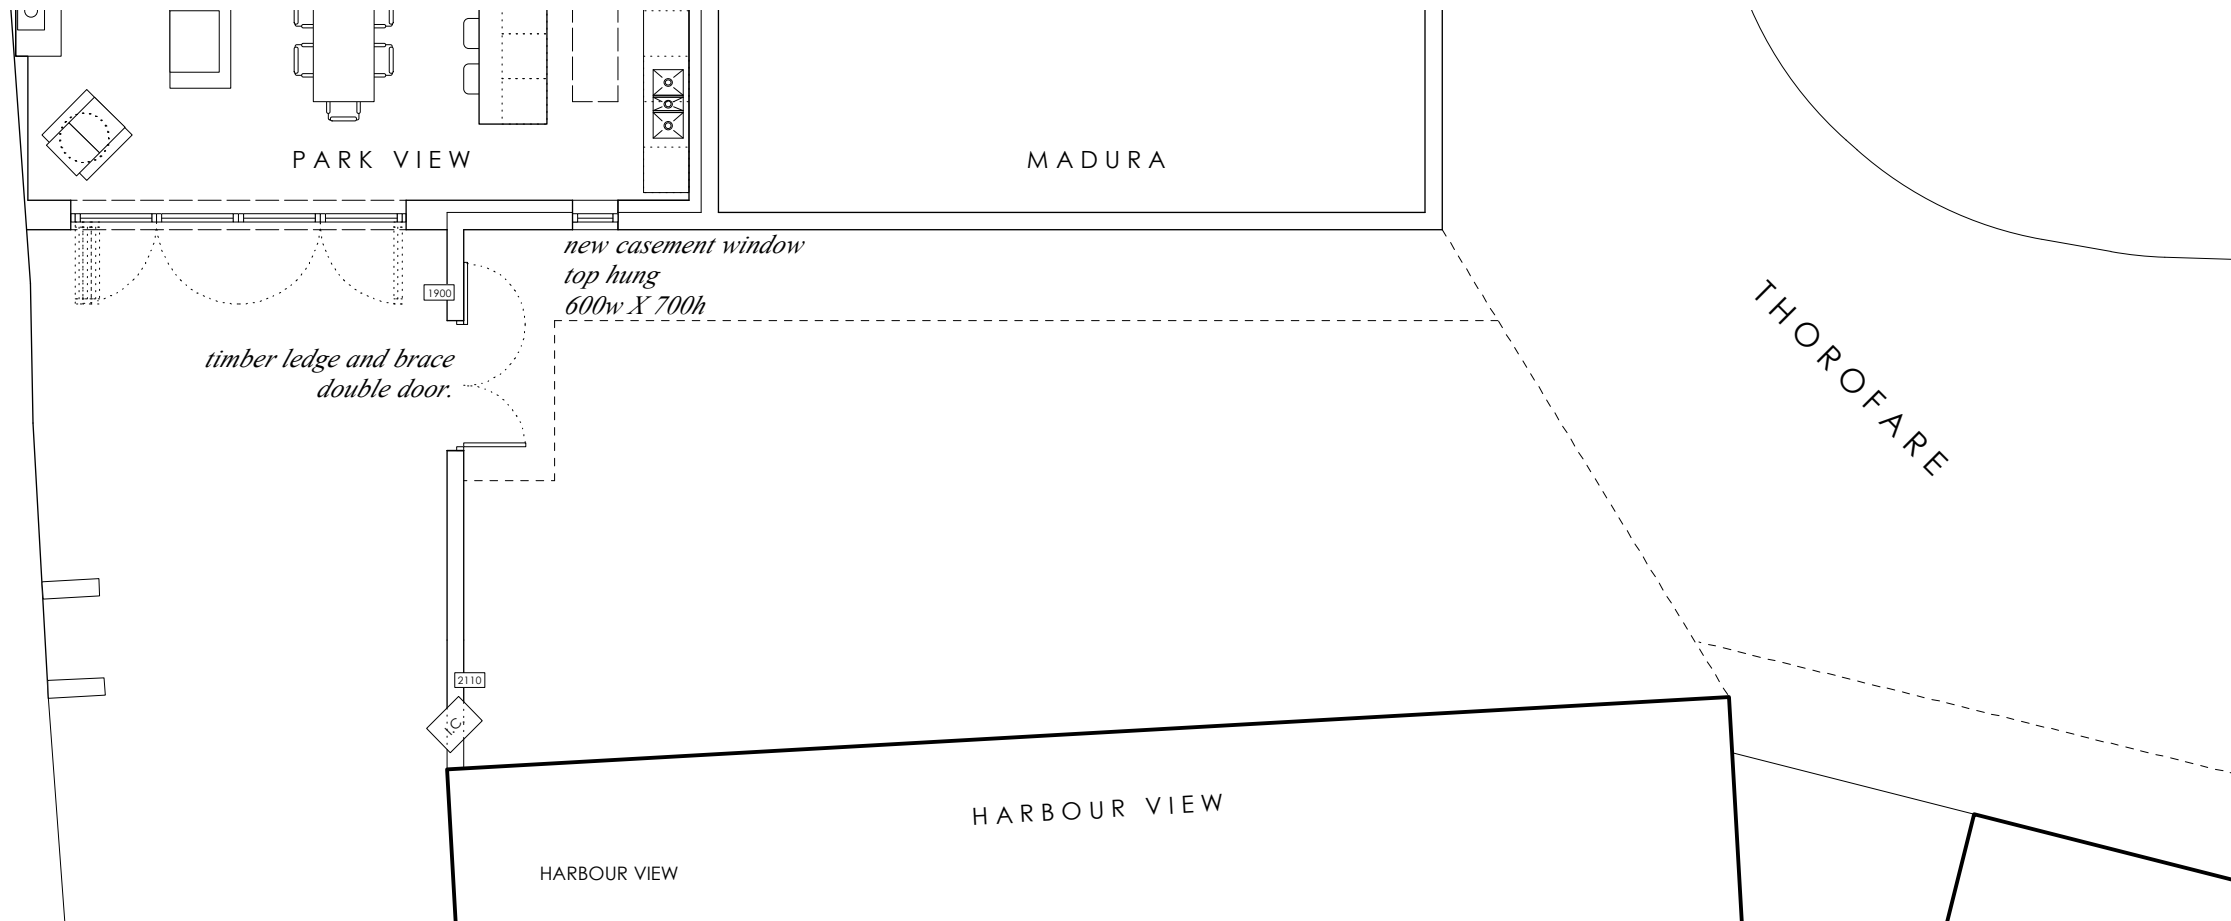 PARK VIEW
MADURA
new casement window
top hung
600w X 700h
1900
timber ledge and brace
double door.
THOROFARE
2110
I.C
HARBOUR VIEW
HARBOUR VIEW